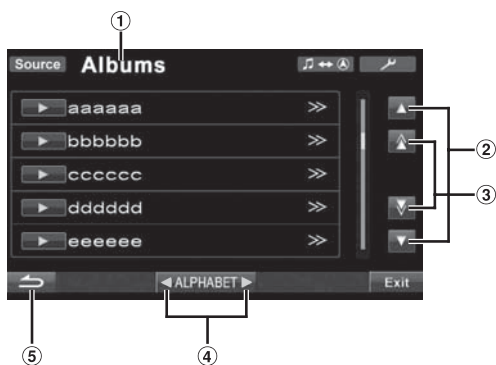 ①
Source Albums
▶ aaaaaa >>
▶ bbbbbb >>
▶ cccccc >>
▶ dddddd >>
▶ eeeeee >>
②
③
◀ ALPHABET ▶ Exit
⑤ ④